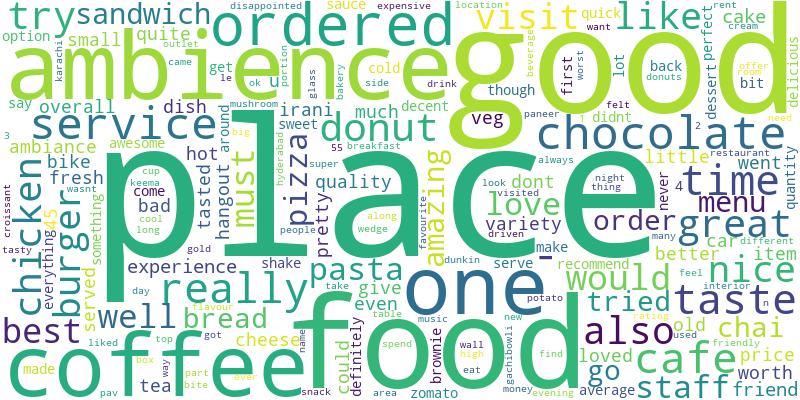 try
sandwich
disappointed
ordered
sauce
expensive
visit
location
like
quick
want
rent
cake
cream
option
small
quite
outlet
came
karachi
get
le
ambience
good
ok
u
portion
glass
bakery
cold
side
drink
though
first
worst
lot
back
donuts
felt
perfect
dessert
offer
room
bit
beverage
delicious
say
overall
dish
mushroom
service
irani
much
decent
donut
veg
paneer
didnt
1
2
chocolate
need
3
ambiance
awesome
around
big
sweet
hyderabad
55
breakfast
super
always
little
restaurant
went
quantity
bike
fresh
hot
must
pizza
quality
amazing
dont
look
visited
night
thing
never
4
time
menu
croissant
chicken
wasnt
cup
keema
come
bad
cool
long
tasted
hangout
place
people
pretty
along
wedge
favourite
love
variety
driven
order
make
many
great
car
different
tasty
everything
45
burger
something
served
gold
experience
shake
pasta
dunkin
serve
recommend
better
feel
item
interior
nice
day
really
take
give
even
one
potato
would
n
taste
well
bread
flavour
table
music
new
gachibowli
tried
also
rating
old
used
friendly
chai
best
liked
top
got
cheese
name
could
definitely
spend
food
brownie
wall
high
eat
find
loved
cafe
price
made
coffee
box
way
part
bite
ever
tea
pav
snack
area
zomato
money
evening
average
go
staff
worth
friend